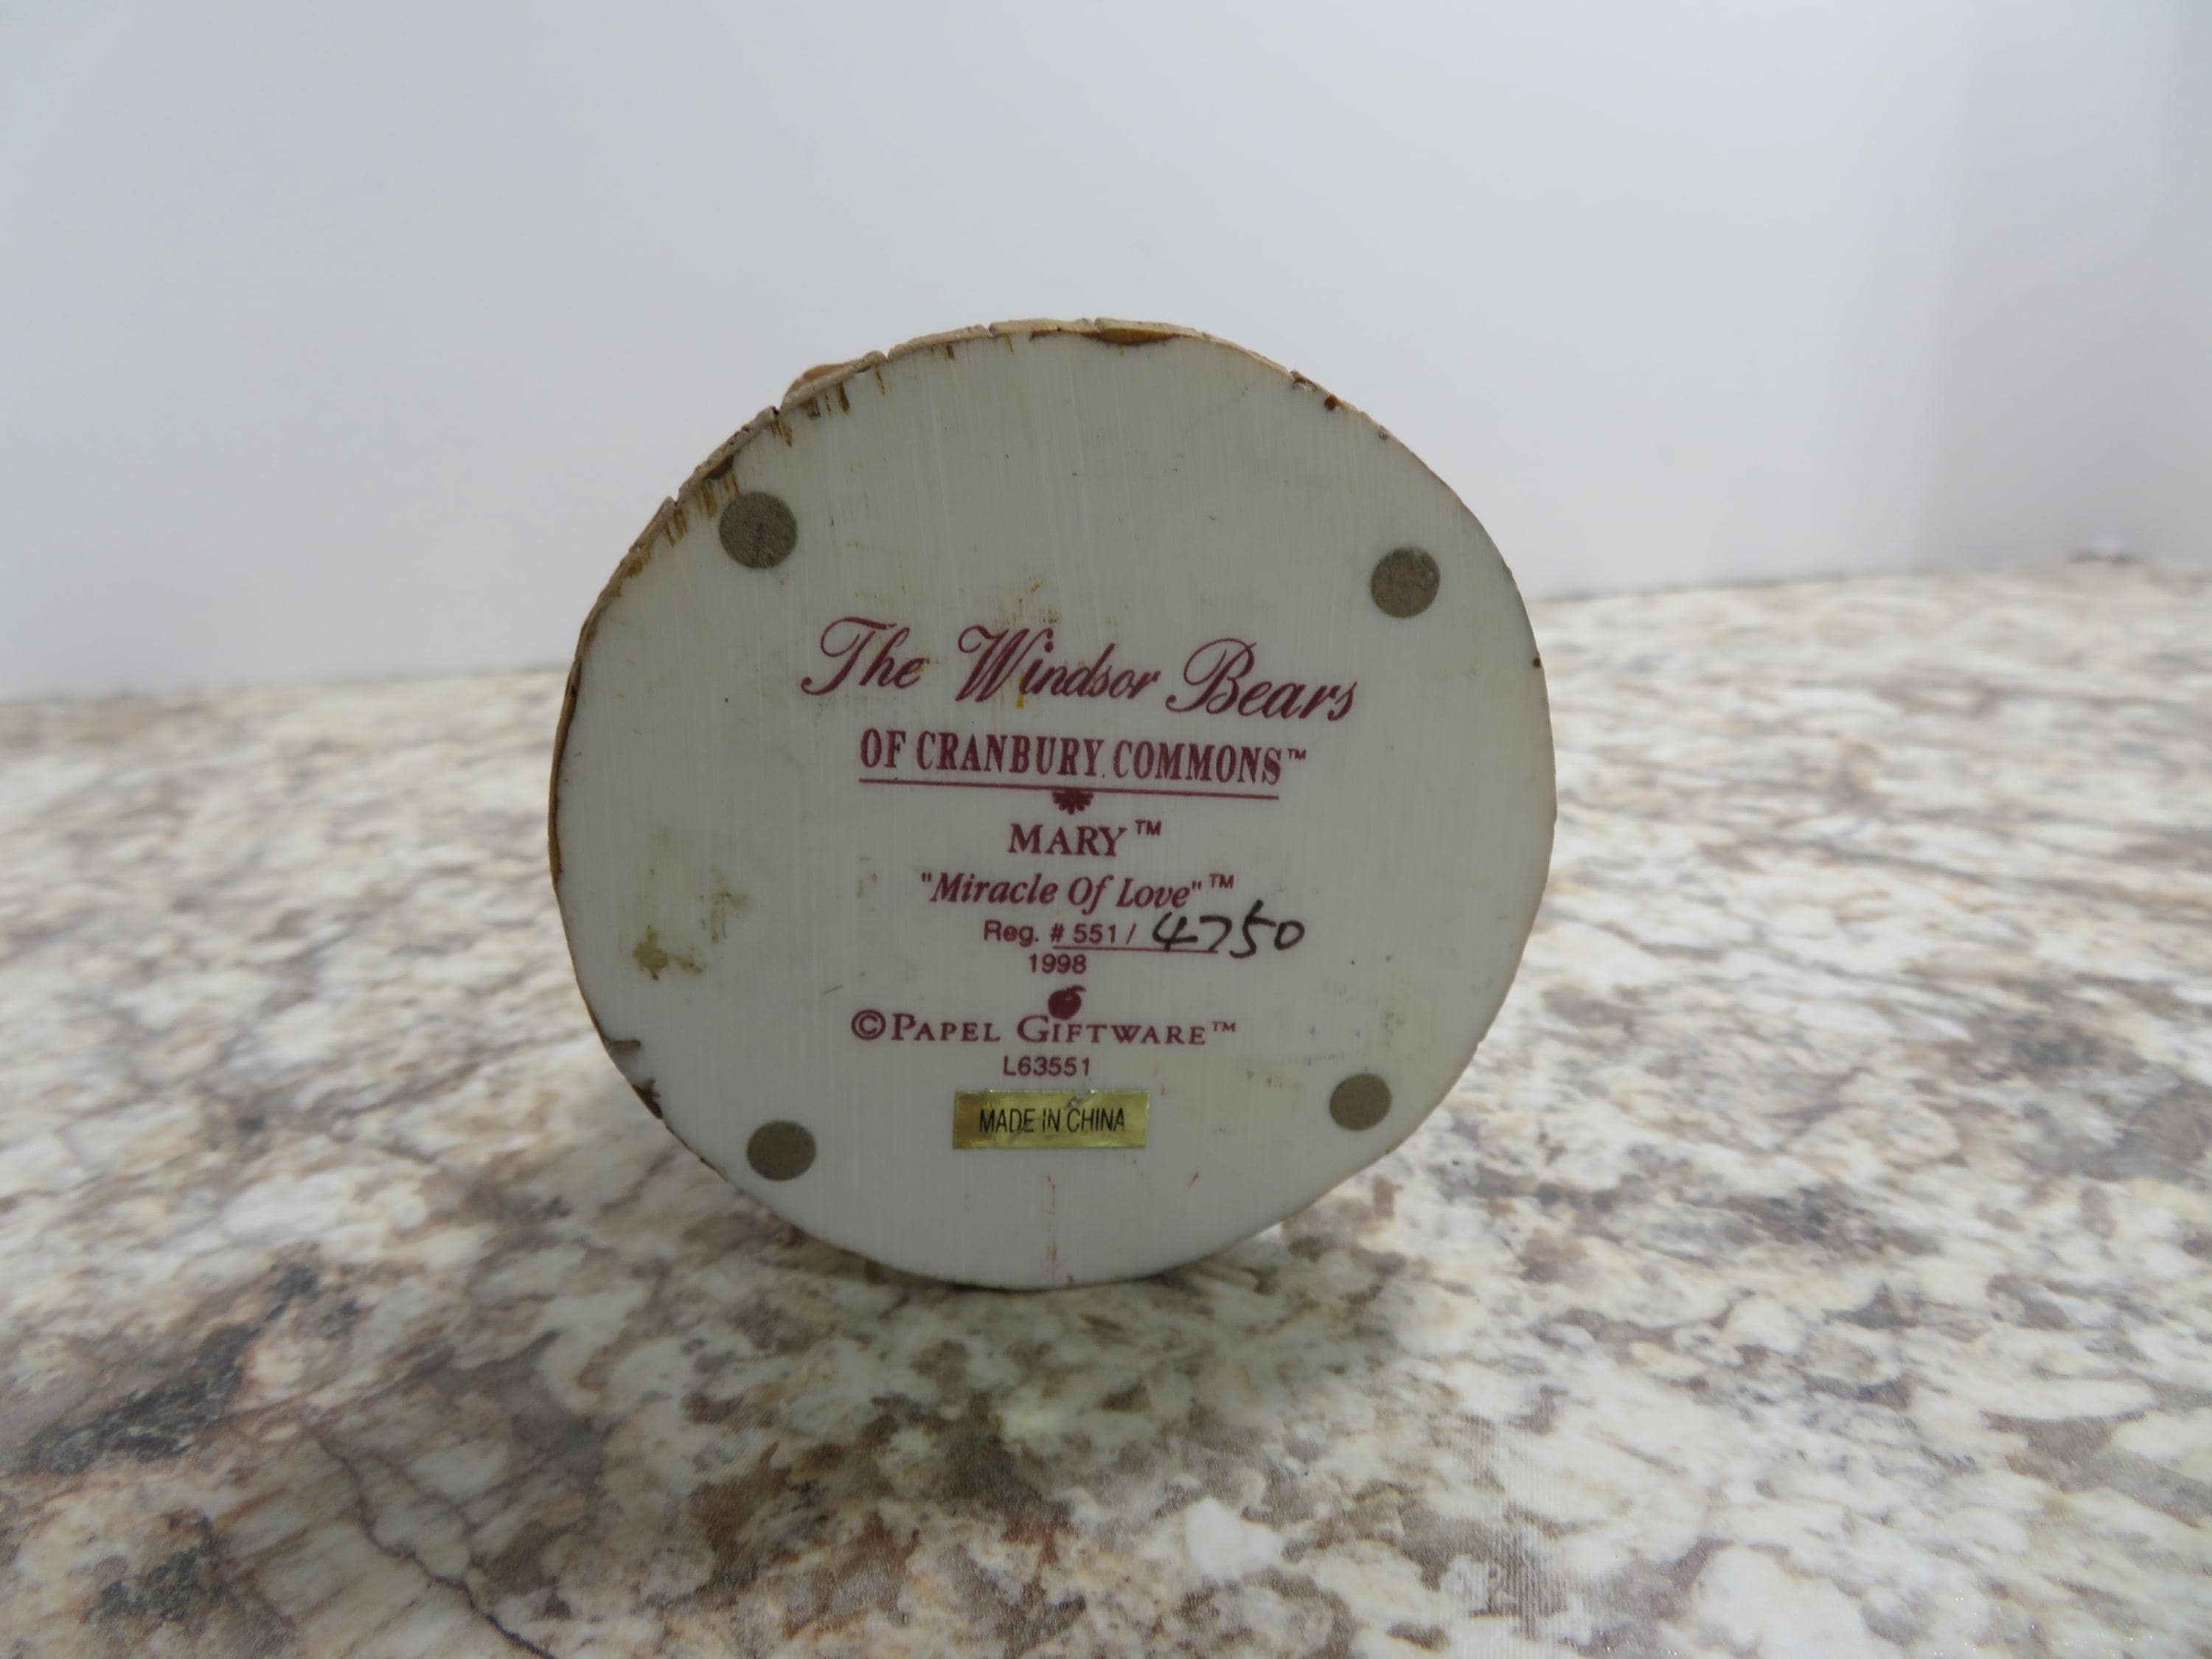 The Windsor Bears
OF CRANBURY COMMONS™
MARY™
"Miracle Of Love"™
Reg. # 551/ 4750
1998
©PAPEL GIFTWARE™
L63551
MADE IN CHINA